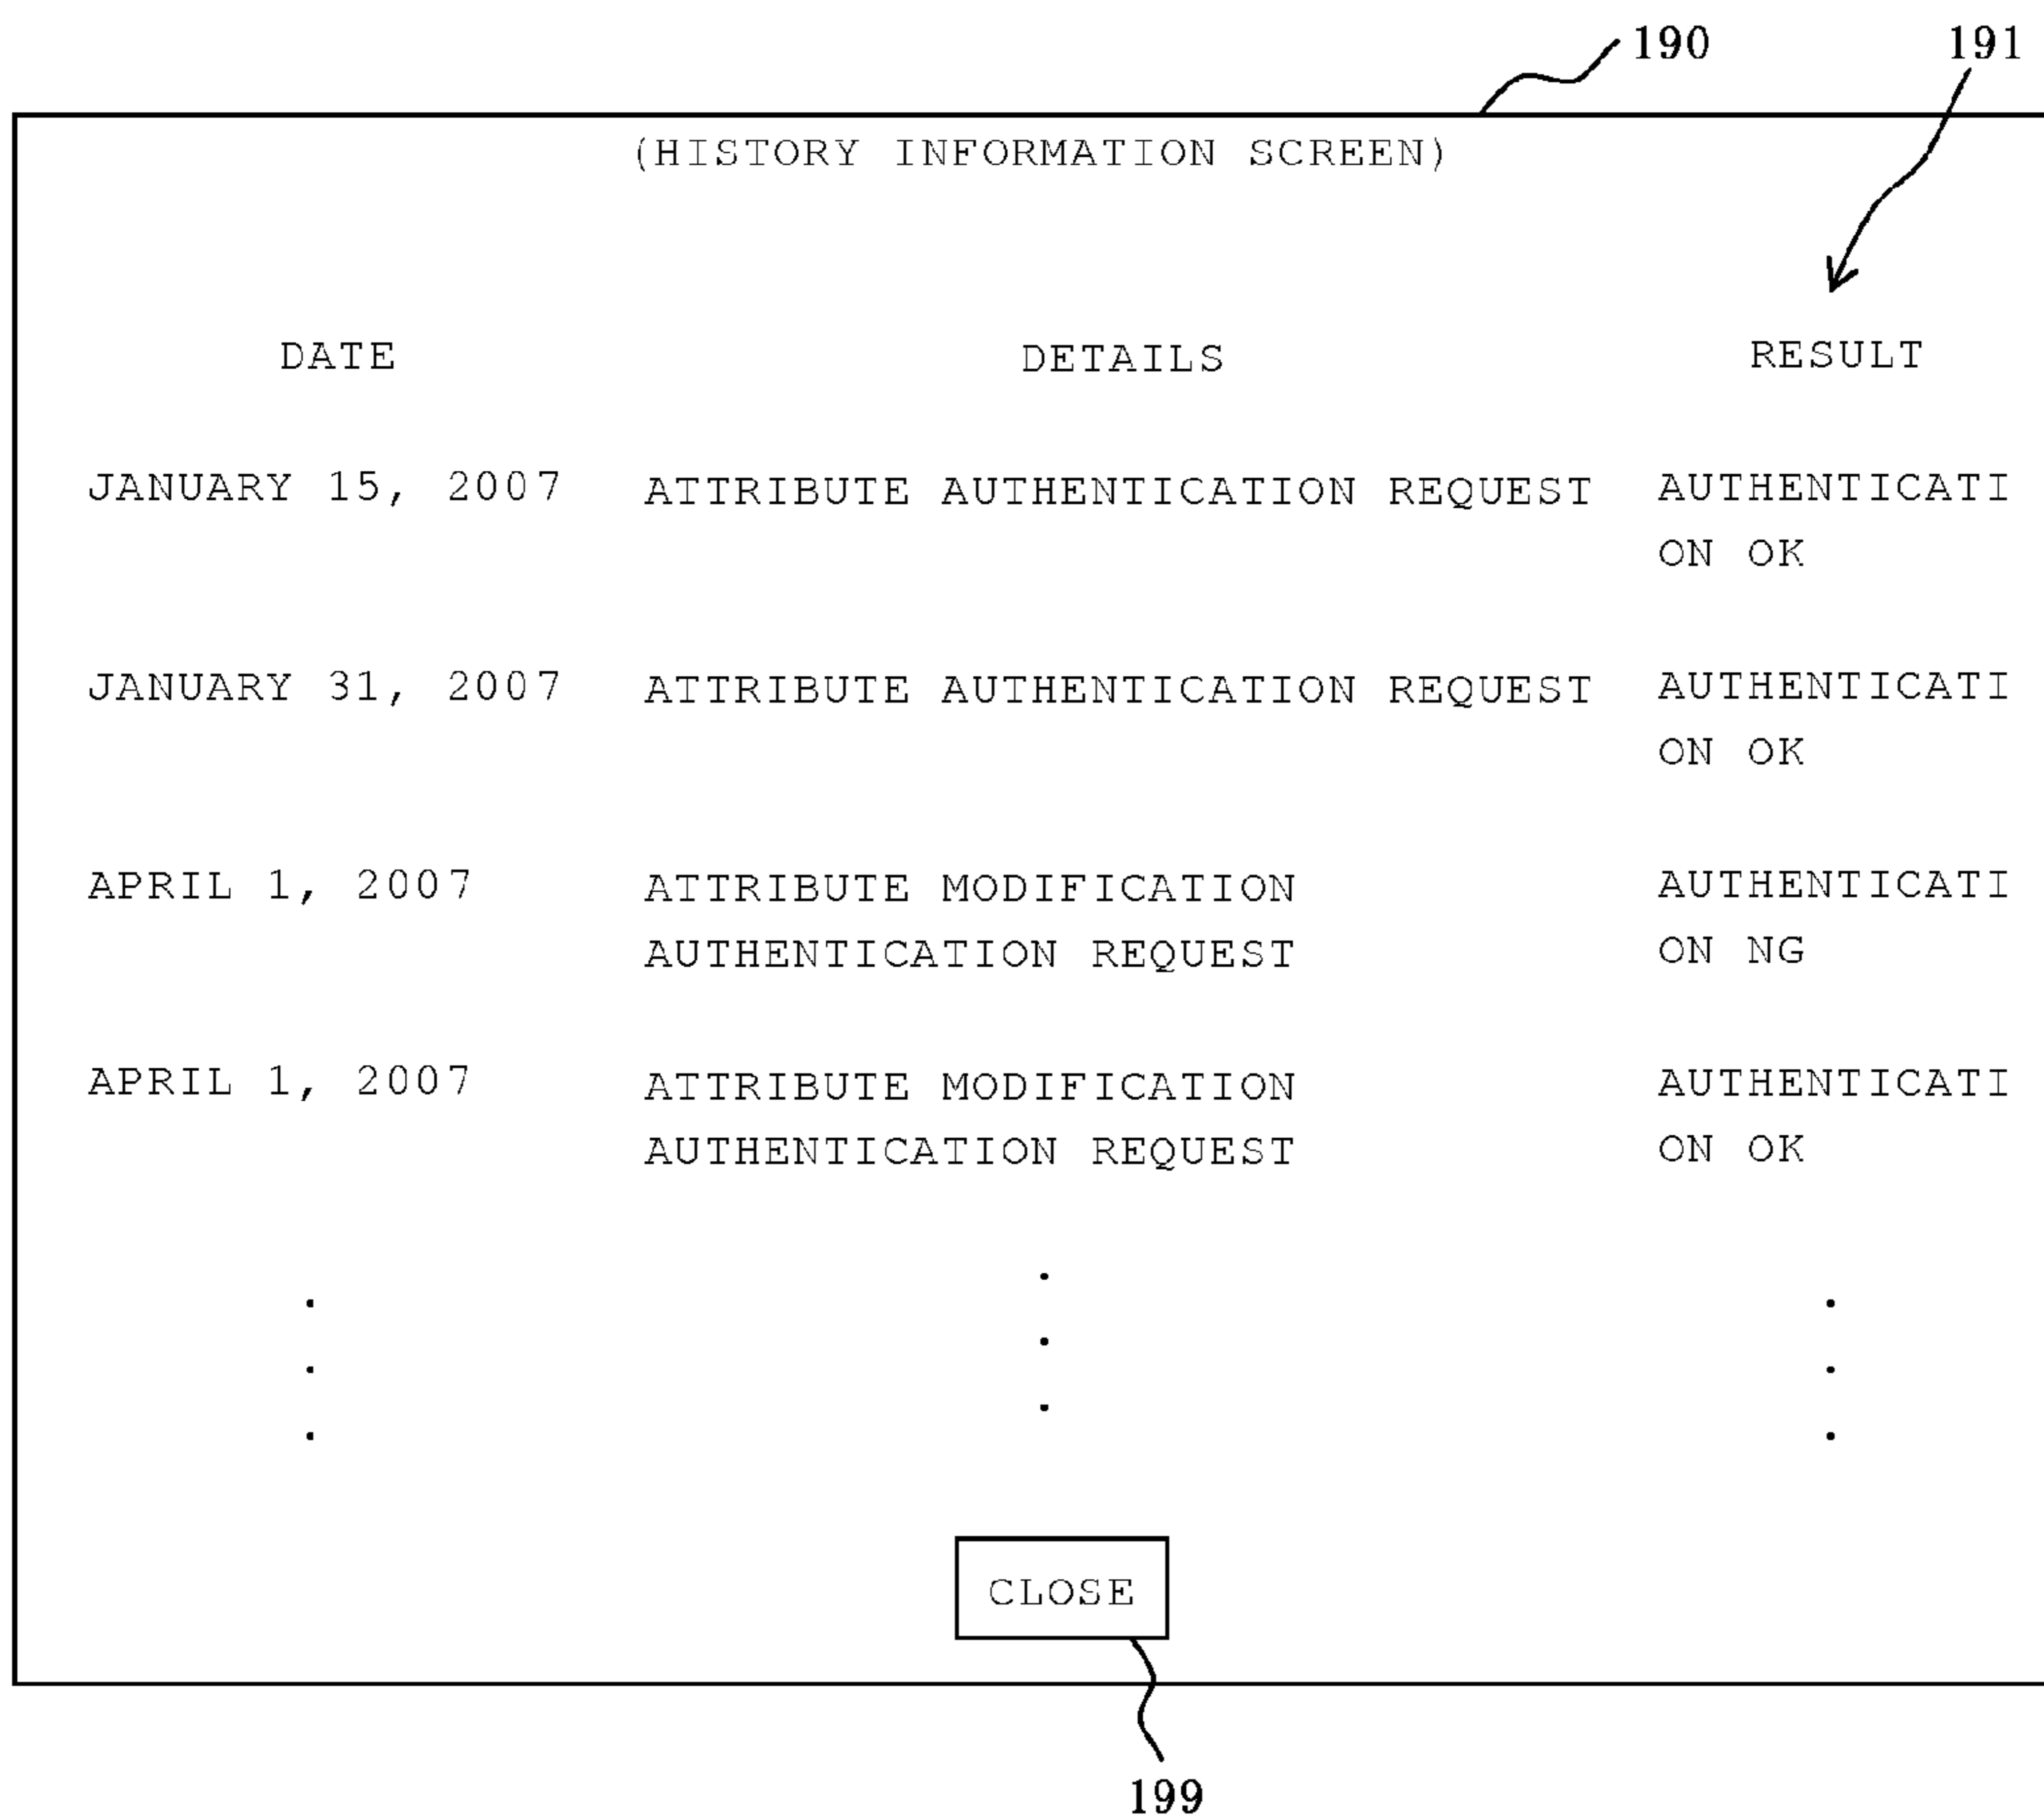 190 191
(HISTORY INFORMATION SCREEN)
DATE DETAILS RESULT
JANUARY 15, 2007 ATTRIBUTE AUTHENTICATION REQUEST AUTHENTICATI
ON OK
JANUARY 31, 2007 ATTRIBUTE AUTHENTICATION REQUEST AUTHENTICATI
ON OK
APRIL 1, 2007 ATTRIBUTE MODIFICATION AUTHENTICATI
AUTHENTICATION REQUEST ON NG
APRIL 1, 2007 ATTRIBUTE MODIFICATION AUTHENTICATI
AUTHENTICATION REQUEST ON OK
CLOSE
199